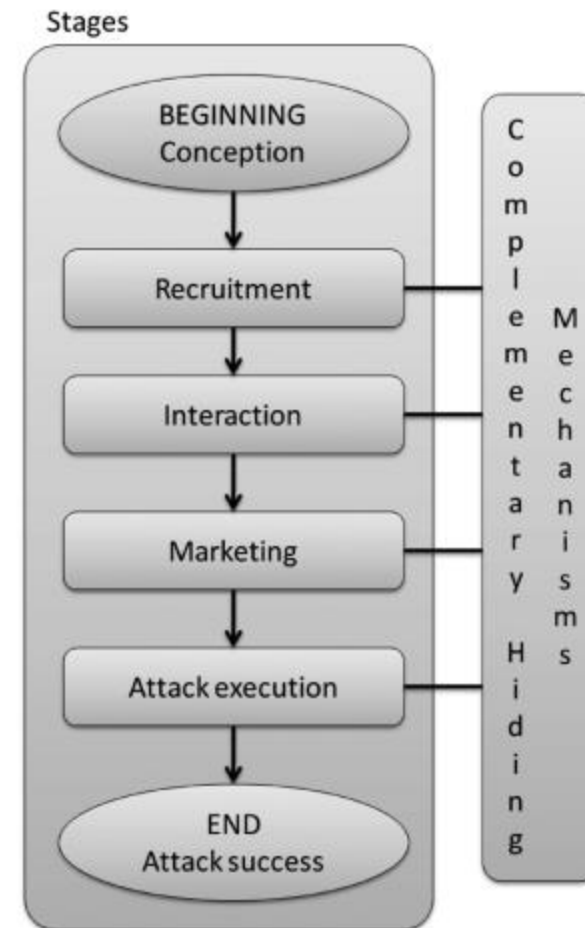 Stages
BEGINNING
Conception
Recruitment
Interaction
Marketing
Attack execution
END
Attack success
Complementary Hiding
Mechanisms